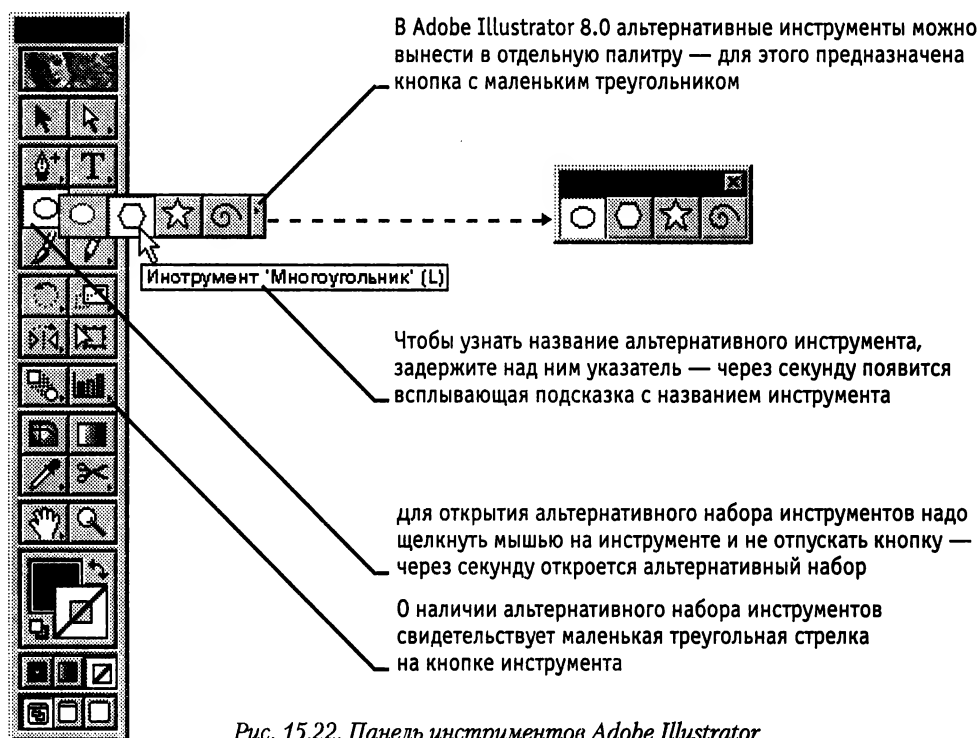 В Adobe Illustrator 8.0 альтернативные инструменты можно
вынести в отдельную палитру — для этого предназначена
кнопка с маленьким треугольником
Инструмент 'Многоугольник' (L)
Чтобы узнать название альтернативного инструмента,
задержите над ним указатель — через секунду появится
всплывающая подсказка с названием инструмента
для открытия альтернативного набора инструментов надо
щелкнуть мышью на инструменте и не отпускать кнопку —
через секунду откроется альтернативный набор
О наличии альтернативного набора инструментов
свидетельствует маленькая треугольная стрелка
на кнопке инструмента
Рис. 15.22. Панель инструментов Adobe Illustrator